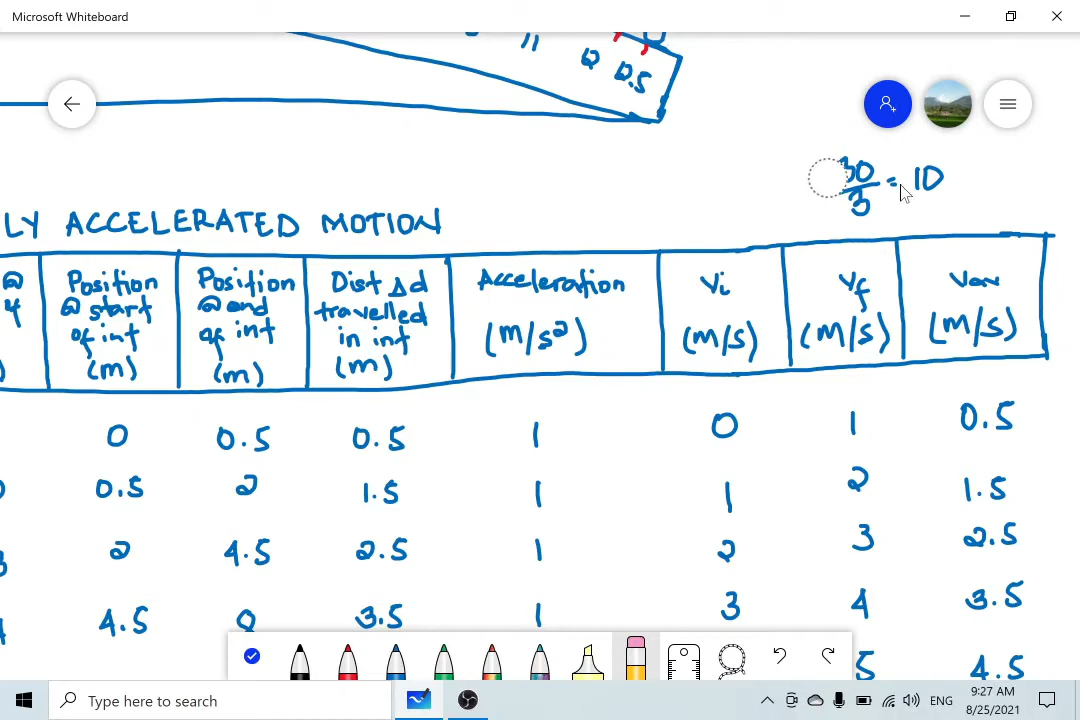 Microsoft Whiteboard
11
12
12.5
30
3
= 10
LY ACCELERATED MOTION
@ Position Position Dist Δd Acceleration Vi Vf Vav
4 @ start @ end travelled (m/s²) (m/s) (m/s) (m/s)
of int of int in int
(m) (m) (m)
0 0.5 0.5 1 0 1 0.5
0.5 2 1.5 1 1 2 1.5
2 4.5 2.5 1 2 3 2.5
4.5 8 3.5 1 3 4 3.5
5 4.5
Type here to search
ENG
9:27 AM
8/25/2021